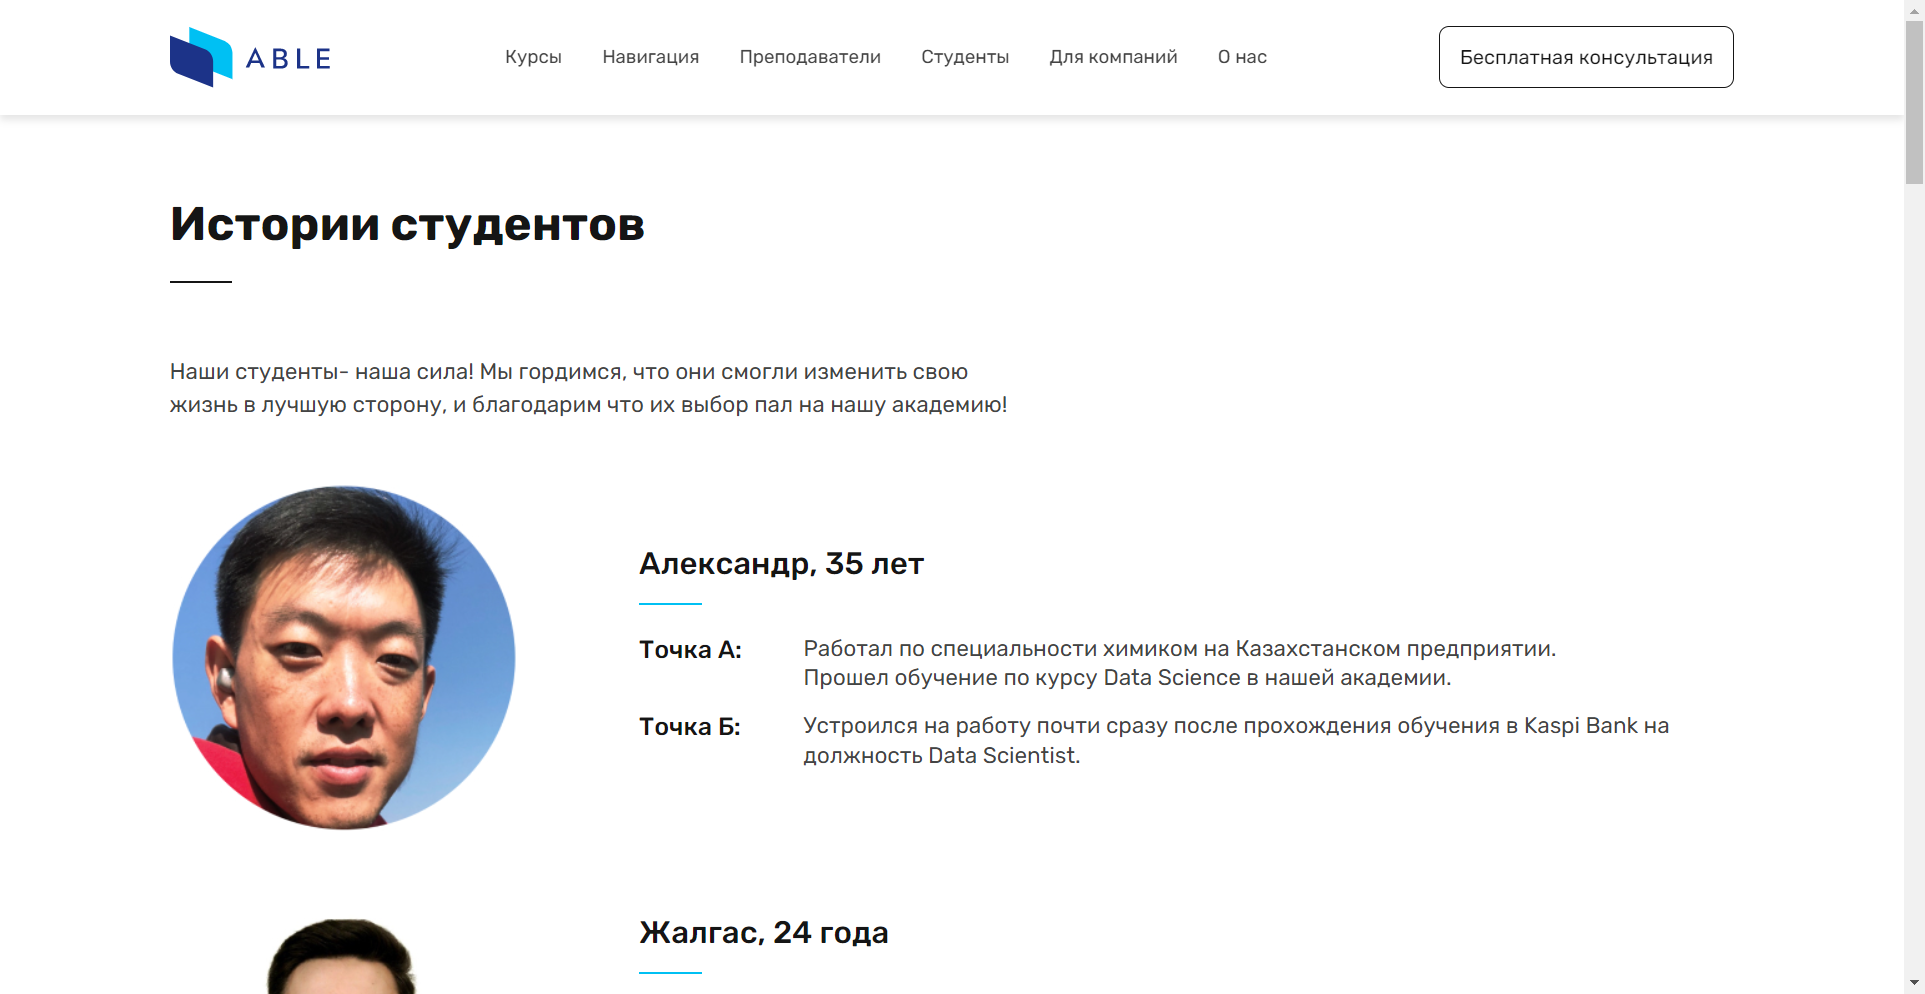 ABLE
Курсы Навигация Преподаватели Студенты Для компаний О нас
Бесплатная консультация
Истории студентов
Наши студенты- наша сила! Мы гордимся, что они смогли изменить свою
жизнь в лучшую сторону, и благодарим что их выбор пал на нашу академию!
Александр, 35 лет
Точка А: Работал по специальности химиком на Казахстанском предприятии.
Прошел обучение по курсу Data Science в нашей академии.
Точка Б: Устроился на работу почти сразу после прохождения обучения в Kaspi Bank на
должность Data Scientist.
Жалгас, 24 года